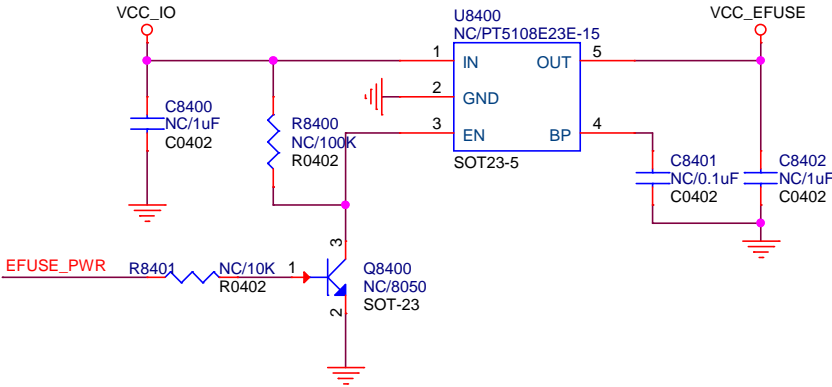 VCC_IO
U8400
NC/PT5108E23E-15
VCC_EFUSE
1
IN
OUT
5
2
GND
3
EN
BP
4
SOT23-5
C8400
NC/1uF
C0402
R8400
NC/100K
R0402
C8401
NC/0.1uF
C0402
C8402
NC/1uF
C0402
EFUSE_PWR
R8401
NC/10K
R0402
1
3
2
Q8400
NC/8050
SOT-23